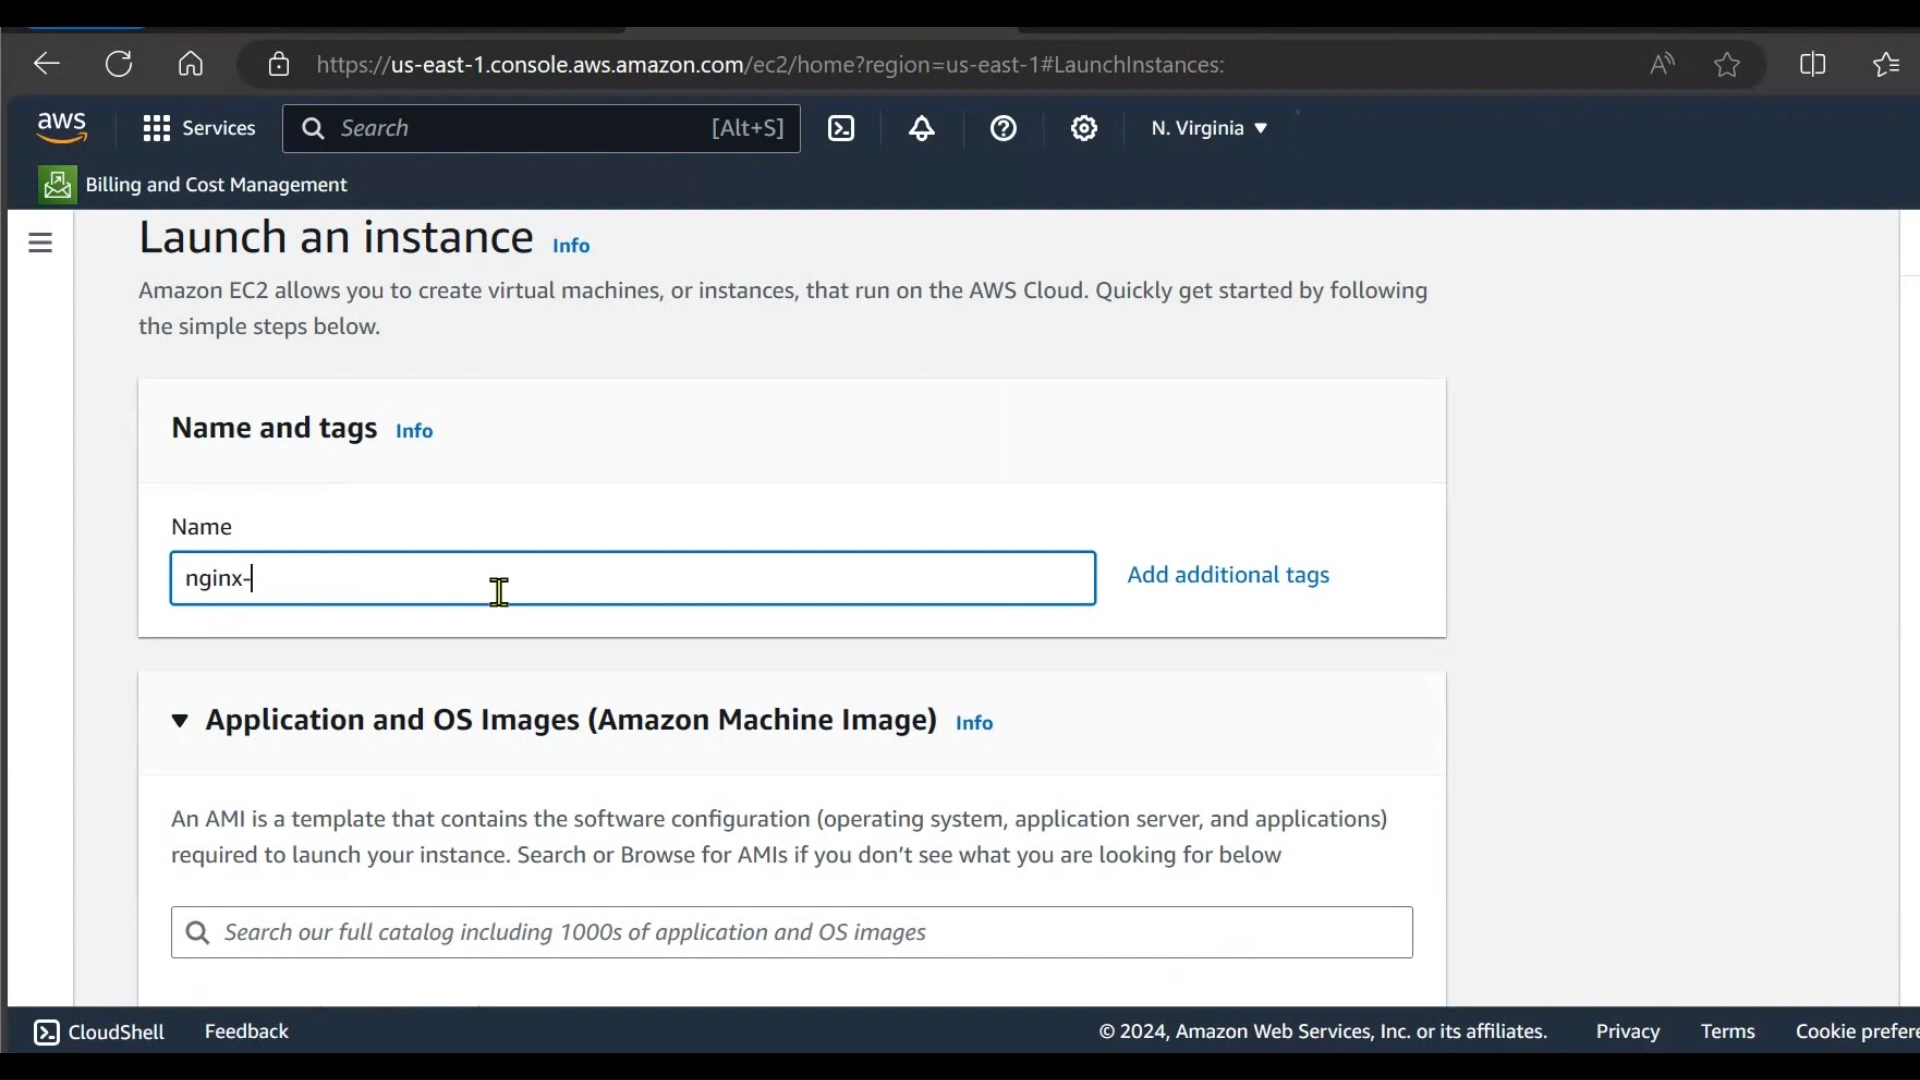 https://us-east-1.console.aws.amazon.com/ec2/home?region=us-east-1#LaunchInstances:
aws
Services
Search
[Alt+S]
N. Virginia
Billing and Cost Management
Launch an instance Info
Amazon EC2 allows you to create virtual machines, or instances, that run on the AWS Cloud. Quickly get started by following
the simple steps below.
Name and tags Info
Name
nginx-
Add additional tags
Application and OS Images (Amazon Machine Image) Info
An AMI is a template that contains the software configuration (operating system, application server, and applications)
required to launch your instance. Search or Browse for AMIs if you don't see what you are looking for below
Search our full catalog including 1000s of application and OS images
CloudShell
Feedback
© 2024, Amazon Web Services, Inc. or its affiliates.
Privacy
Terms
Cookie prefere